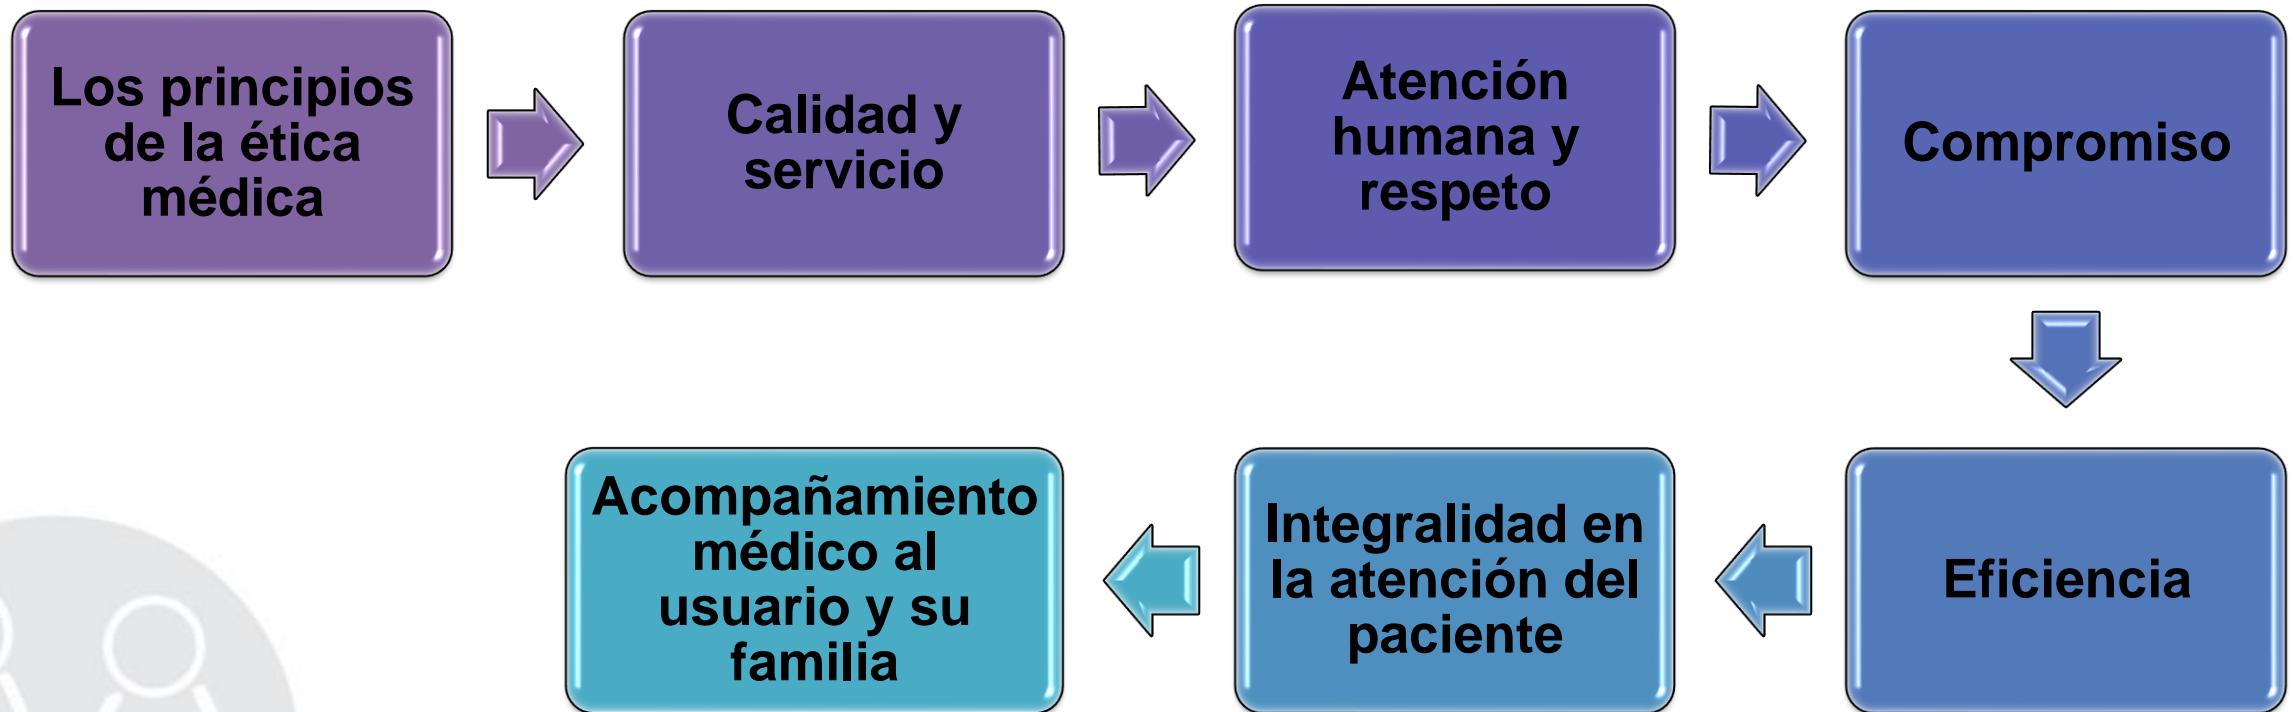 Los principios
de la ética
médica
Calidad y
servicio
Atención
humana y
respeto
Compromiso
Eficiencia
Integralidad en
la atención del
paciente
Acompañamiento
médico al
usuario y su
familia